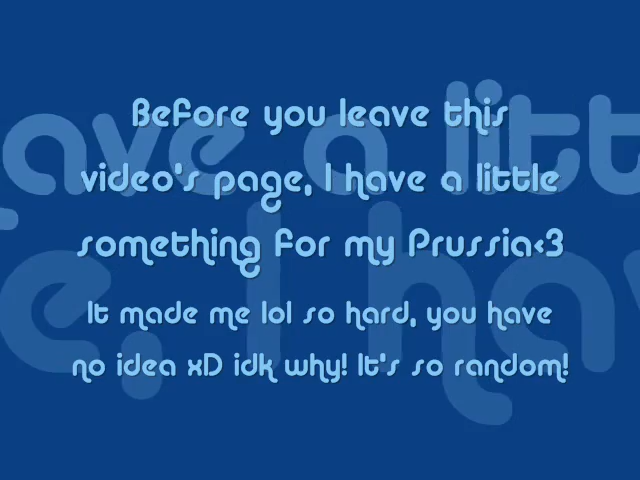 Before you leave this
video's page, I have a little
something for my Prussia<3
It made me lol so hard, you have
no idea xD idk why! It's so random!